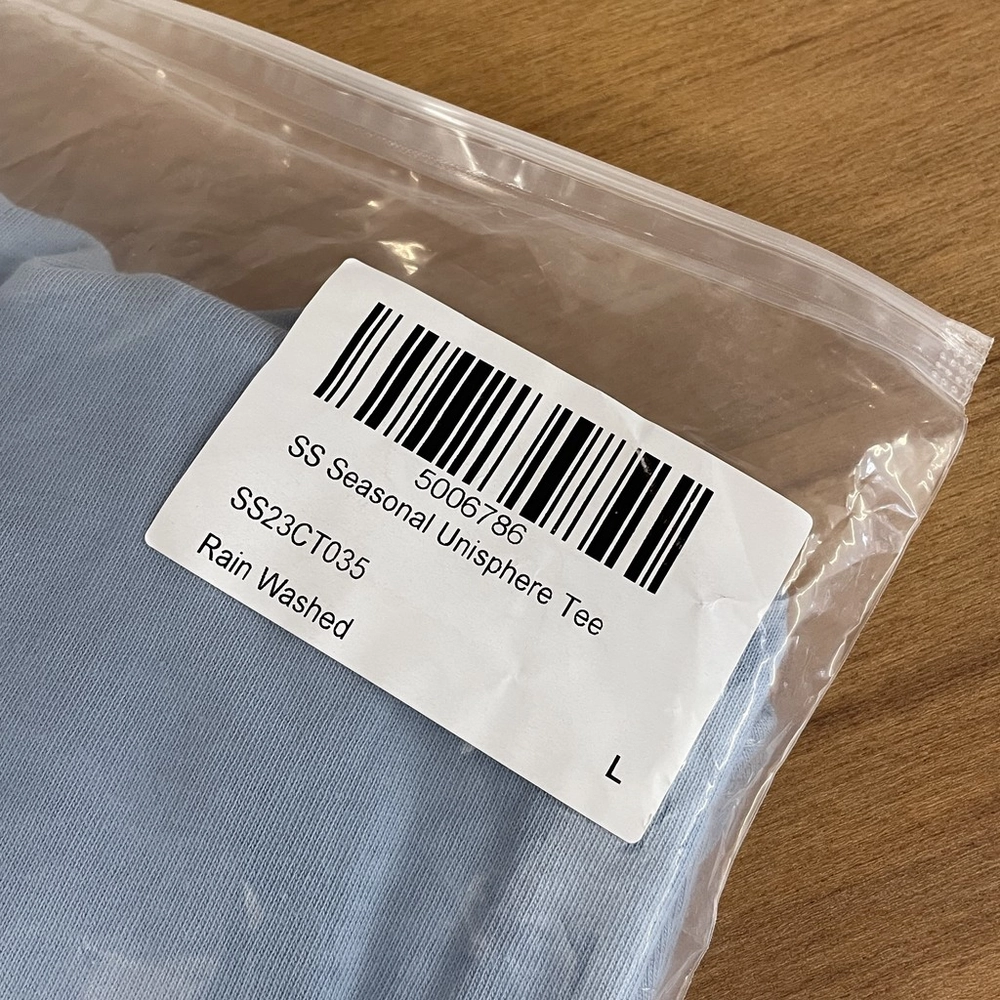 5006786
SS Seasonal Unisphere Tee
SS23CT035
Rain Washed
L